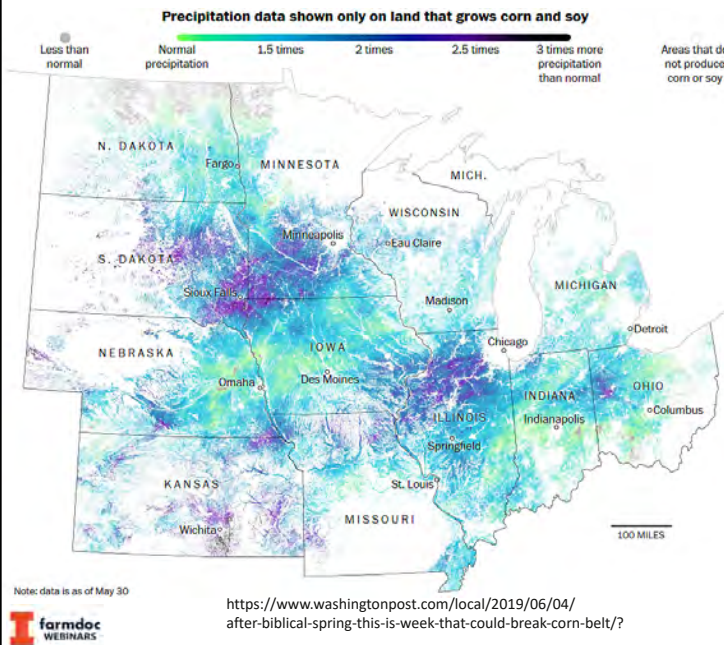 Precipitation data shown only on land that grows corn and soy
Less than
normal
Normal
precipitation
1.5 times
2 times
2.5 times
3 times more
precipitation
than normal
Areas that do
not produce
corn or soy
N. DAKOTA
Fargo
MINNESOTA
MICH.
WISCONSIN
Minneapolis
Eau Claire
S. DAKOTA
MICHIGAN
Sioux Falls
Madison
Detroit
Chicago
NEBRASKA
IOWA
Omaha
Des Moines
INDIANA
OHIO
ILLINOIS
Indianapolis
Columbus
Springfield
KANSAS
St. Louis
MISSOURI
Wichita
100 MILES
Note: data is as of May 30
https://www.washingtonpost.com/local/2019/06/04/
after-biblical-spring-this-is-week-that-could-break-corn-belt/?
farmdoc
WEBINARS